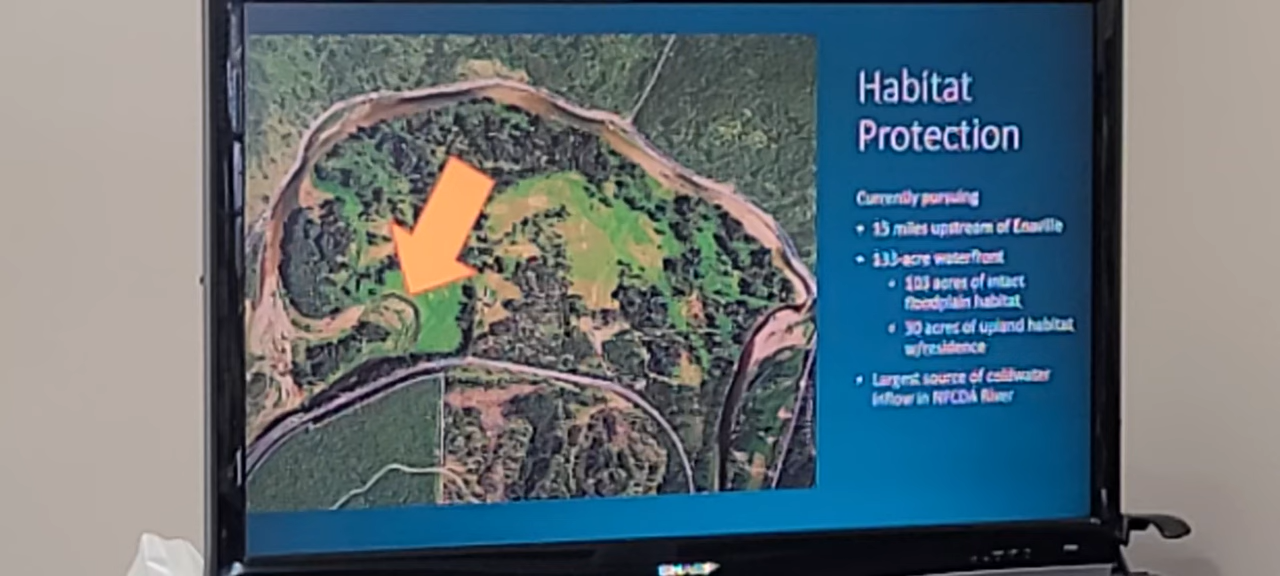 Habitat
Protection
Currently pursuing
• 15 miles upstream of Enaville
• 133-acre waterfront
• 103 acres of intact
floodplain habitat
• 30 acres of upland habitat
w/residence
• Largest source of coldwater
inflow in NFCDA River
SHARP